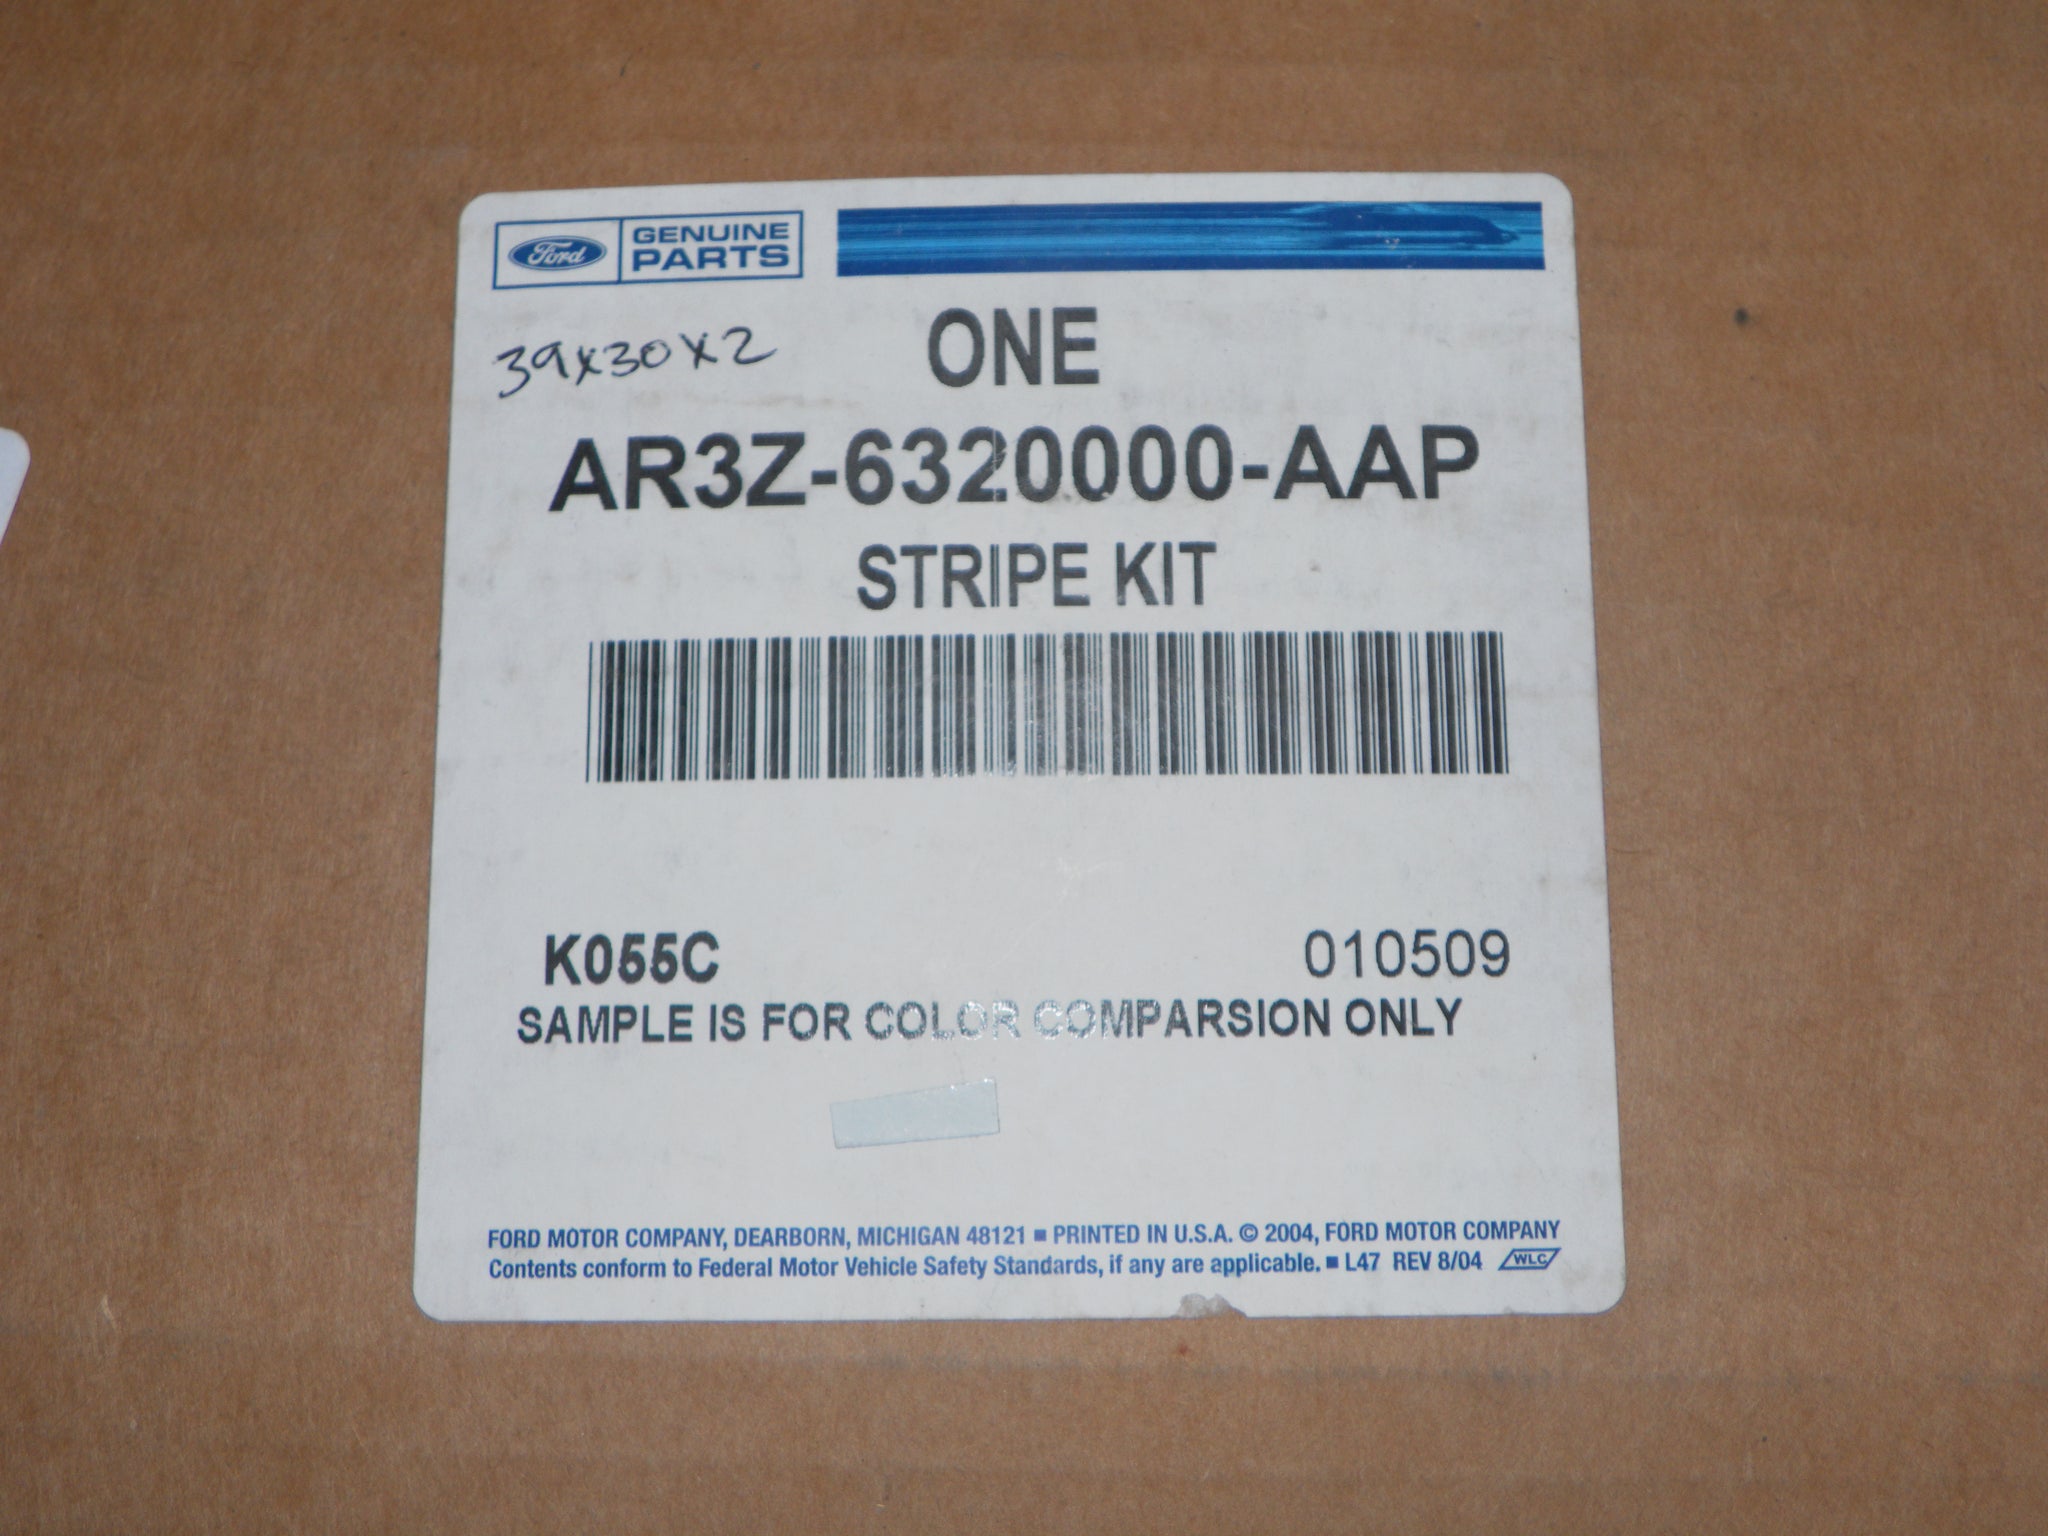 Ford GENUINE
PARTS
39x30x2
ONE
AR3Z-6320000-AAP
STRIPE KIT
K055C 010509
SAMPLE IS FOR COLOR COMPARSION ONLY
FORD MOTOR COMPANY, DEARBORN, MICHIGAN 48121 ■ PRINTED IN U.S.A. © 2004, FORD MOTOR COMPANY
Contents conform to Federal Motor Vehicle Safety Standards, if any are applicable. ■ L47 REV 8/04 WLC